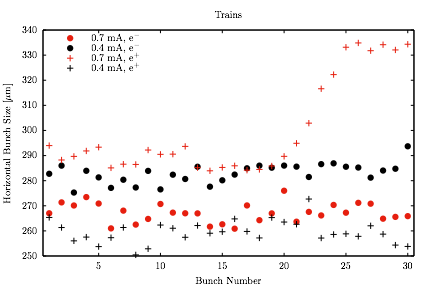 Trains
340
330
320
310
300
290
280
270
260
250
Horizontal Bunch Size [μm]
0.7 mA, e⁻
0.4 mA, e⁻
0.7 mA, e⁺
0.4 mA, e⁺
5 10 15 20 25 30
Bunch Number